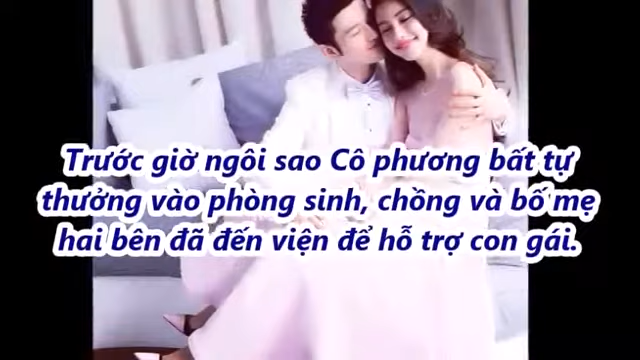 Trước giờ ngôi sao Cô phương bất tự
thưởng vào phòng sinh, chồng và bố mẹ
hai bên đã đến viện để hỗ trợ con gái.